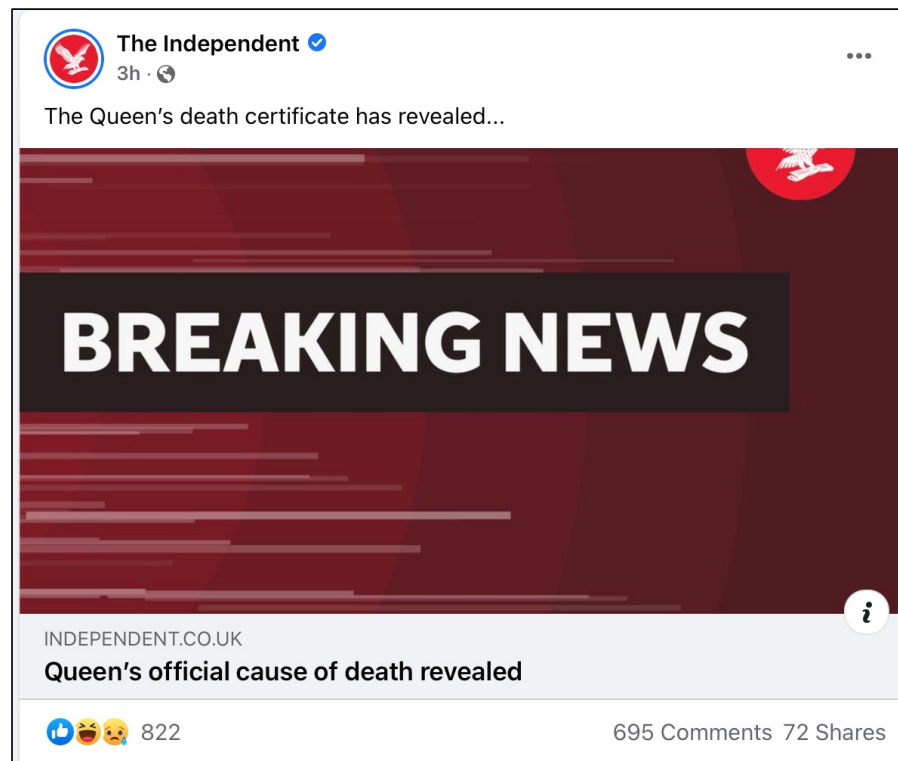 The Independent
3h ·
The Queen’s death certificate has revealed...
BREAKING NEWS
INDEPENDENT.CO.UK
Queen’s official cause of death revealed
822 695 Comments 72 Shares